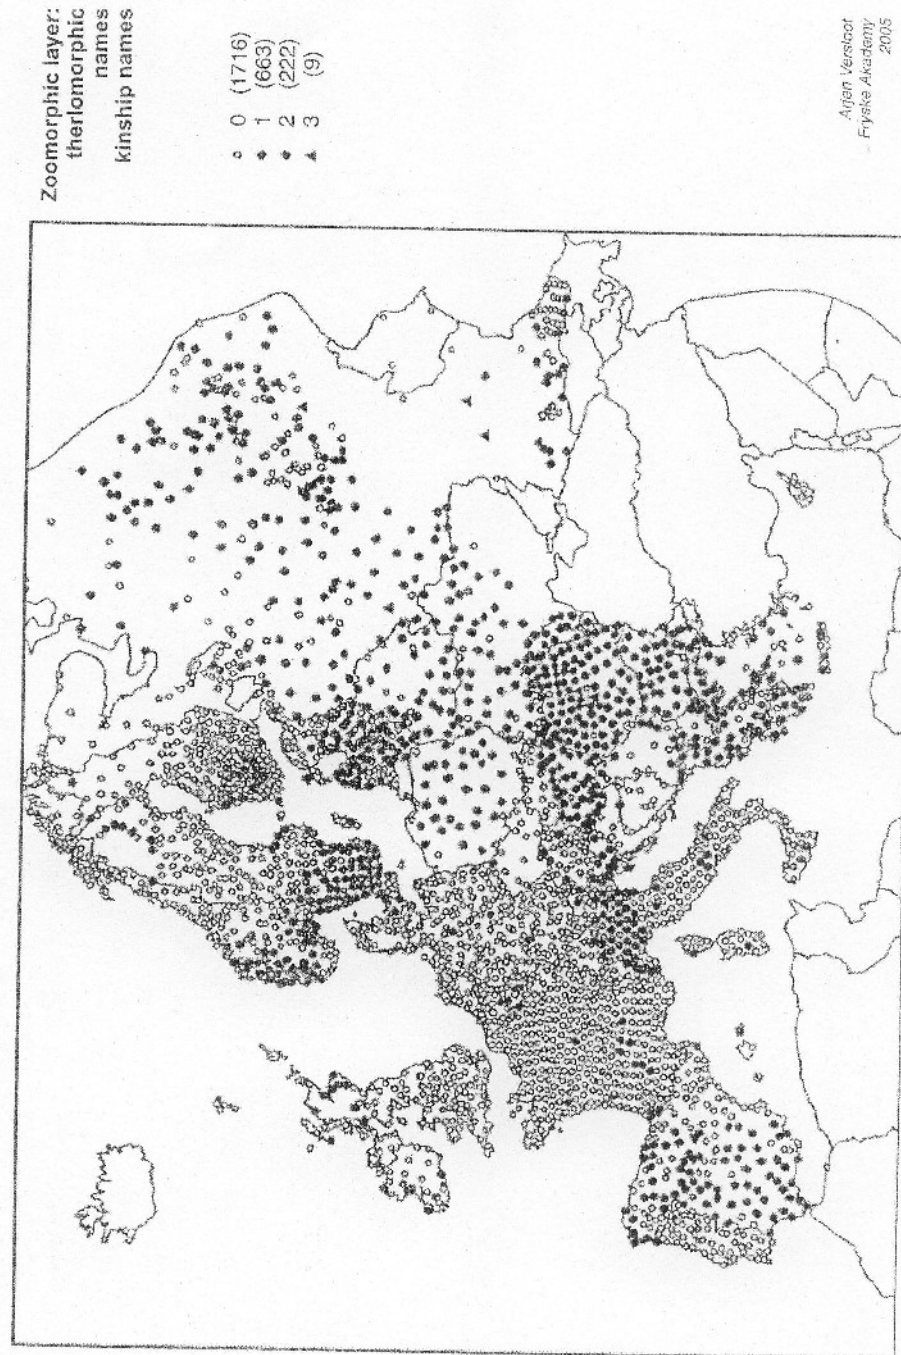 Zoomorphic layer:
theriomorphic
names
kinship names
0 (1716)
1 (663)
2 (222)
3 (9)
Arjen Versloot
- Fryske Akademy
2005